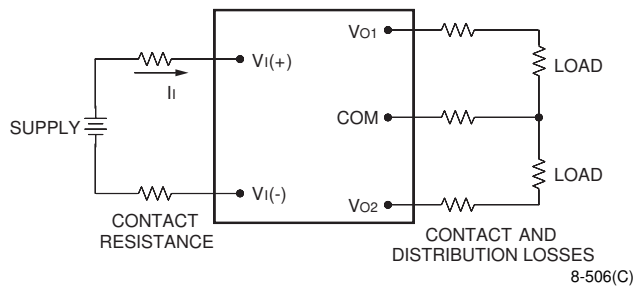 VO1
VI(+)
LOAD
II
COM
SUPPLY
LOAD
VI(-)
VO2
CONTACT
RESISTANCE
CONTACT AND
DISTRIBUTION LOSSES
8-506(C)